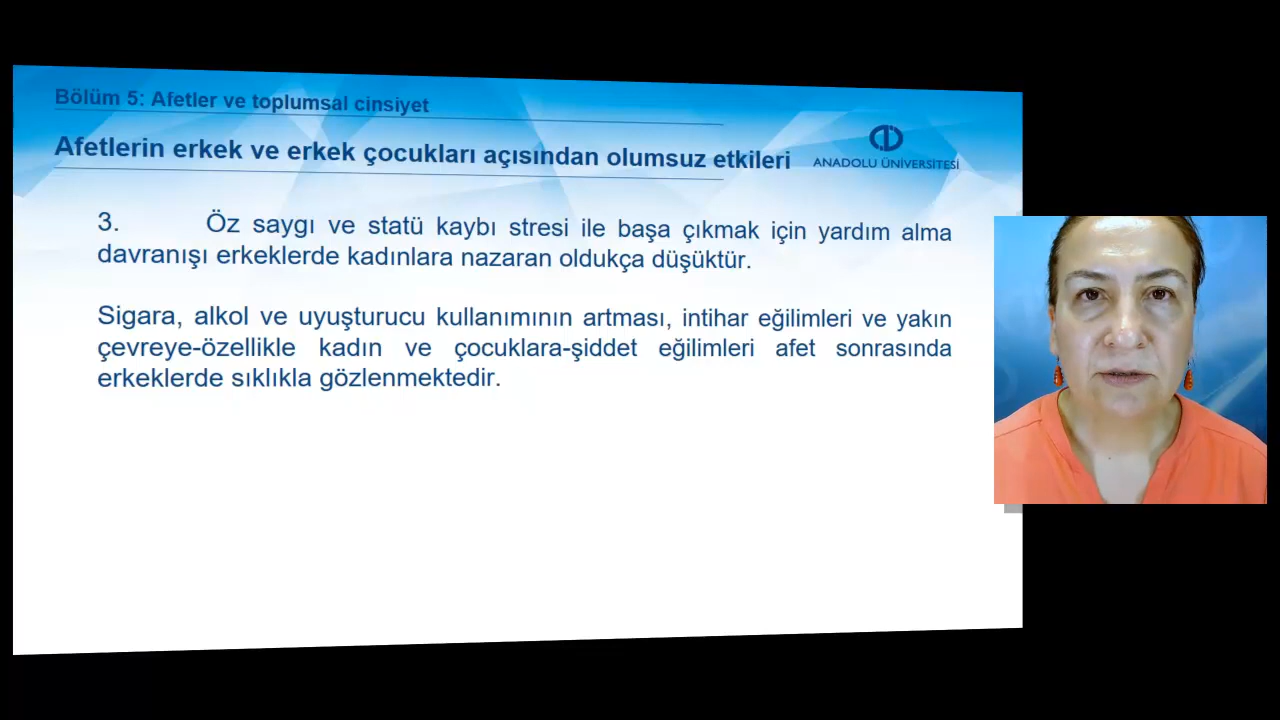 Bölüm 5: Afetler ve toplumsal cinsiyet
Afetlerin erkek ve erkek çocukları açısından olumsuz etkileri
ANADOLU ÜNİVERSİTESİ
3. Öz saygı ve statü kaybı stresi ile başa çıkmak için yardım alma
davranışı erkeklerde kadınlara nazaran oldukça düşüktür.
Sigara, alkol ve uyuşturucu kullanımının artması, intihar eğilimleri ve yakın
çevreye-özellikle kadın ve çocuklara-şiddet eğilimleri afet sonrasında
erkeklerde sıklıkla gözlenmektedir.